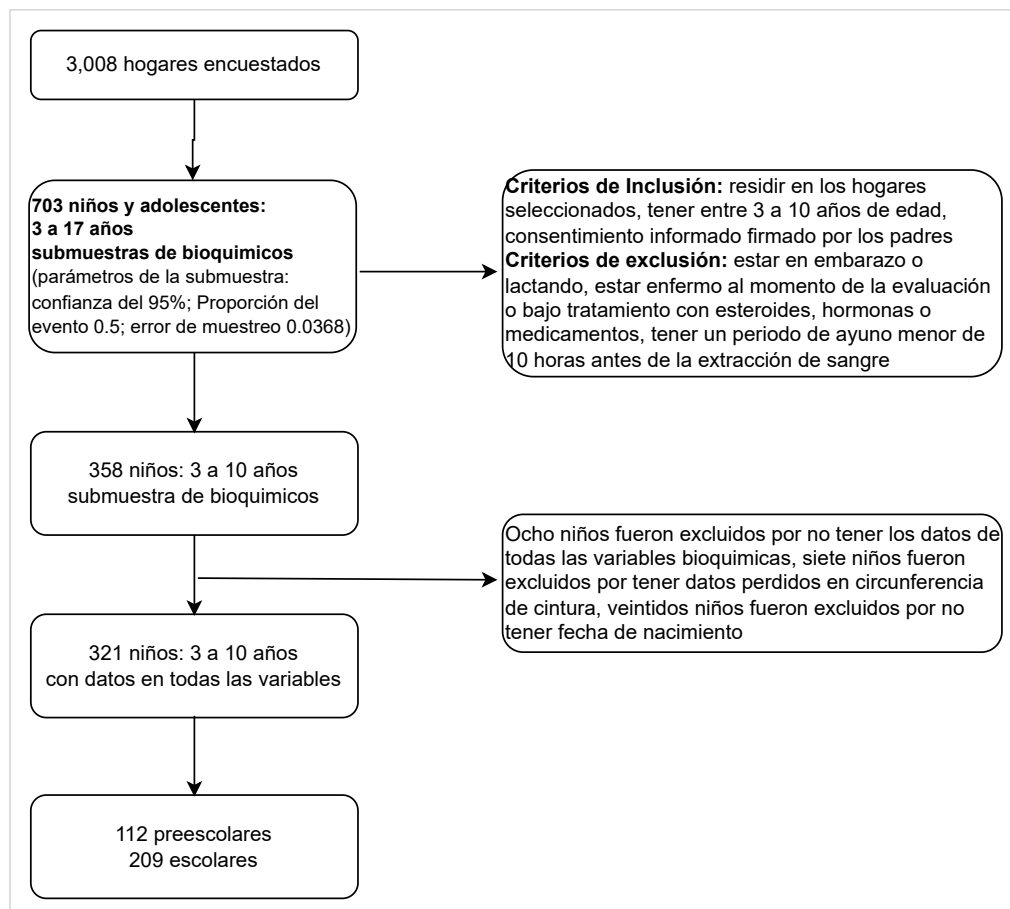 3,008 hogares encuestados
703 niños y adolescentes:
3 a 17 años
submuestras de bioquimicos
(parámetros de la submuestra:
confianza del 95%; Proporción del
evento 0.5; error de muestreo 0.0368)
Criterios de Inclusión: residir en los hogares
seleccionados, tener entre 3 a 10 años de edad,
consentimiento informado firmado por los padres
Criterios de exclusión: estar en embarazo o
lactando, estar enfermo al momento de la evaluación
o bajo tratamiento con esteroides, hormonas o
medicamentos, tener un periodo de ayuno menor de
10 horas antes de la extracción de sangre
358 niños: 3 a 10 años
submuestra de bioquimicos
Ocho niños fueron excluidos por no tener los datos de
todas las variables bioquimicas, siete niños fueron
excluidos por tener datos perdidos en circunferencia
de cintura, veintidos niños fueron excluidos por no
tener fecha de nacimiento
321 niños: 3 a 10 años
con datos en todas las variables
112 preescolares
209 escolares